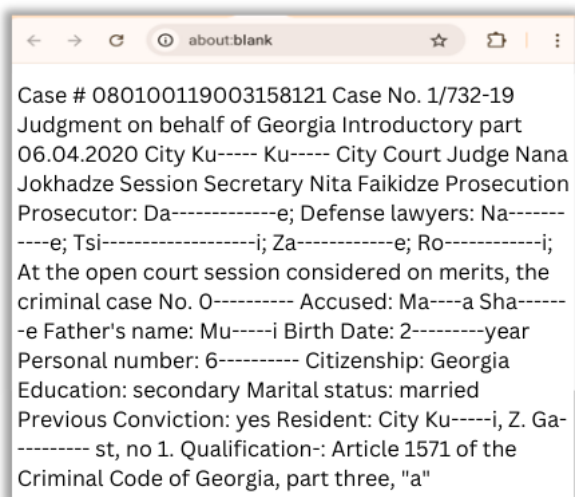 about:blank
Case # 080100119003158121 Case No. 1/732-19
Judgment on behalf of Georgia Introductory part
06.04.2020 City Ku----- Ku----- City Court Judge Nana
Jokhadze Session Secretary Nita Faikidze Prosecution
Prosecutor: Da-------------e; Defense lawyers: Na-------
----e; Tsi-------------------i; Za------------e; Ro-------------i;
At the open court session considered on merits, the
criminal case No. 0---------- Accused: Ma----a Sha------
-e Father's name: Mu-----i Birth Date: 2---------year
Personal number: 6---------- Citizenship: Georgia
Education: secondary Marital status: married
Previous Conviction: yes Resident: City Ku-----i, Z. Ga-
--------- st, no 1. Qualification-: Article 1571 of the
Criminal Code of Georgia, part three, "a"